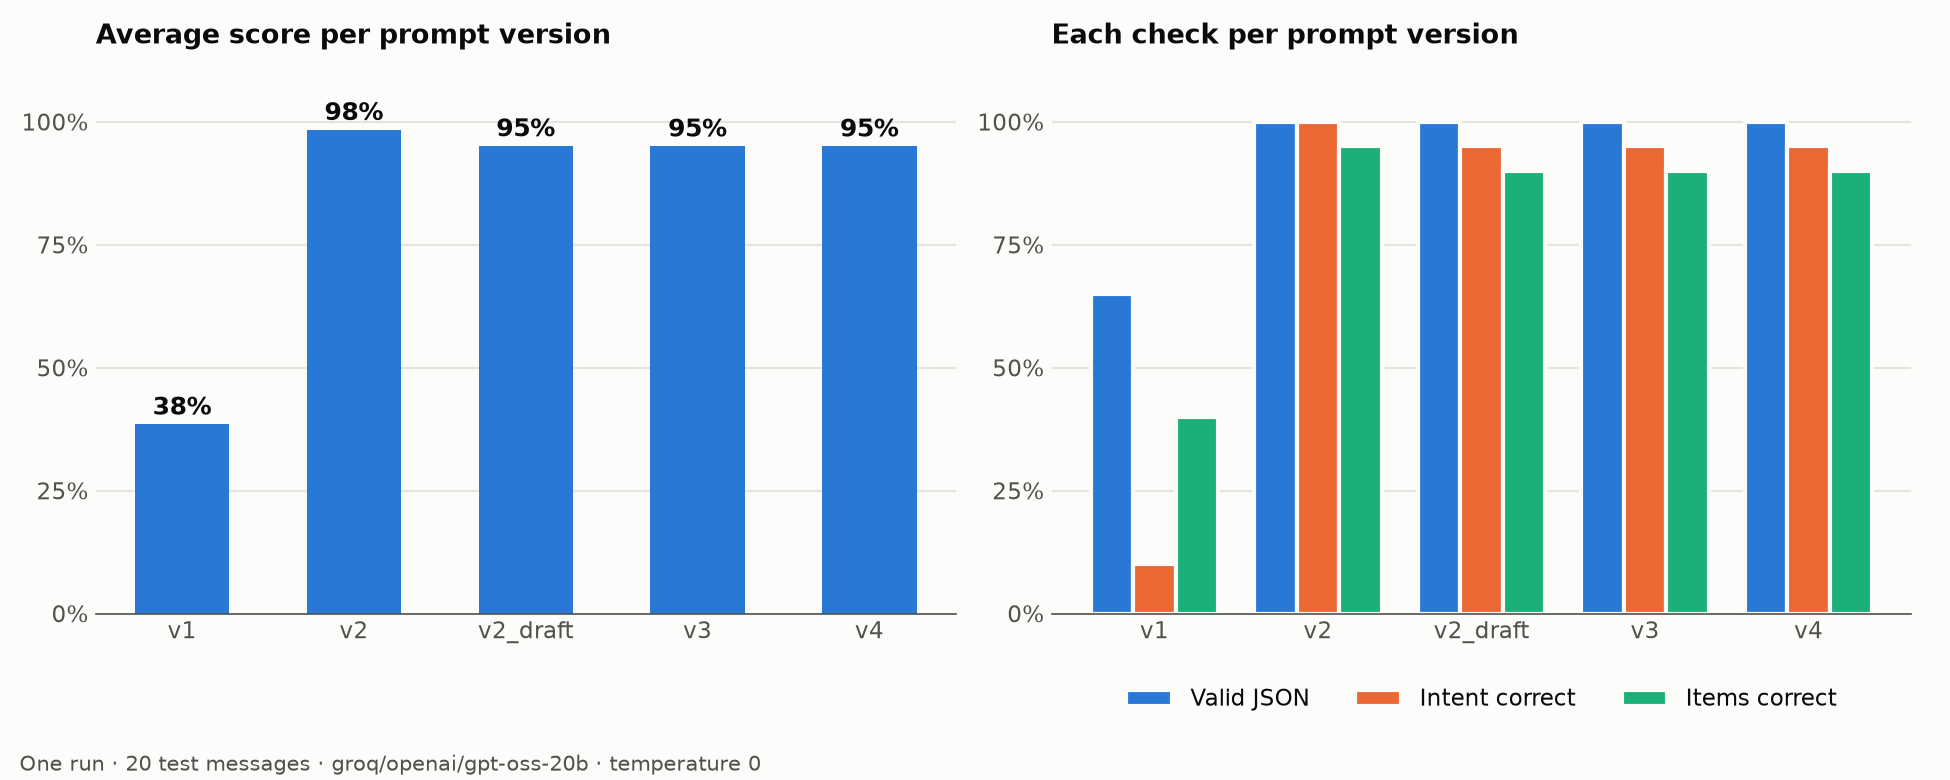 Average score per prompt version
100%
75%
50%
25%
0%
38%
98%
95%
95%
95%
v1
v2
v2_draft
v3
v4
Each check per prompt version
100%
75%
50%
25%
0%
v1
v2
v2_draft
v3
v4
Valid JSON
Intent correct
Items correct
One run · 20 test messages · groq/openai/gpt-oss-20b · temperature 0